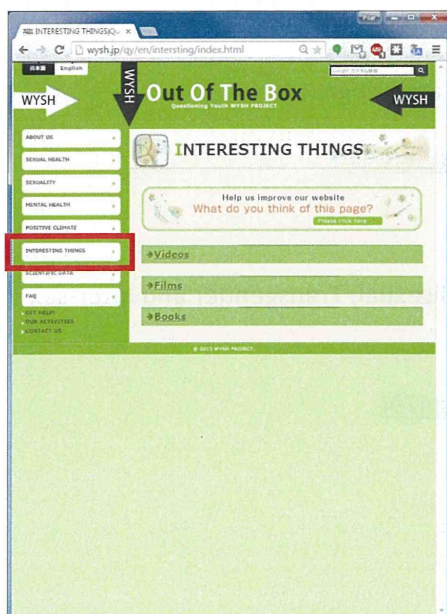 INTERESTING THINGS|Qu
wysh.jp/qy/en/intersting/index.html
日本語 English
WYSH
WYSH
Out Of The Box
WYSH
Questioning Youth WYSH PROJECT
ABOUT US
SEXUAL HEALTH
SEXUALITY
MENTAL HEALTH
POSITIVE CLIMATE
INTERESTING THINGS
SCIENTIFIC DATA
FAQ
GET HELP!
OUR ACTIVITIES
CONTACT US
INTERESTING THINGS
Help us improve our website
What do you think of this page?
Please click here
Videos
Films
Books
© 2013 WYSH PROJECT.